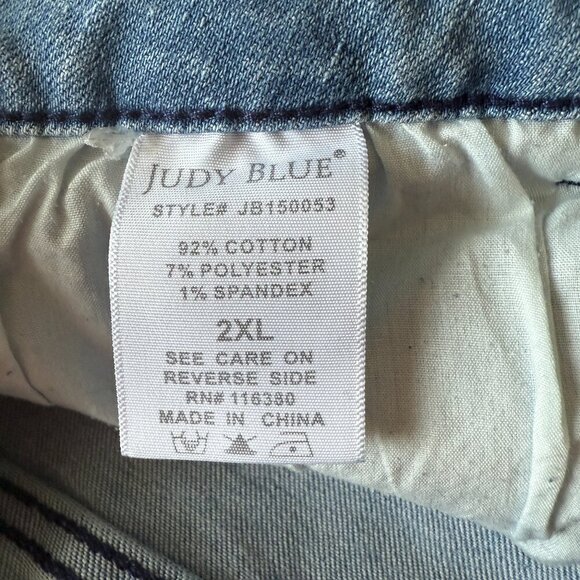 JUDY BLUE®
STYLE# JB150053
92% COTTON
7% POLYESTER
1% SPANDEX
2XL
SEE CARE ON
REVERSE SIDE
RN# 116380
MADE IN CHINA